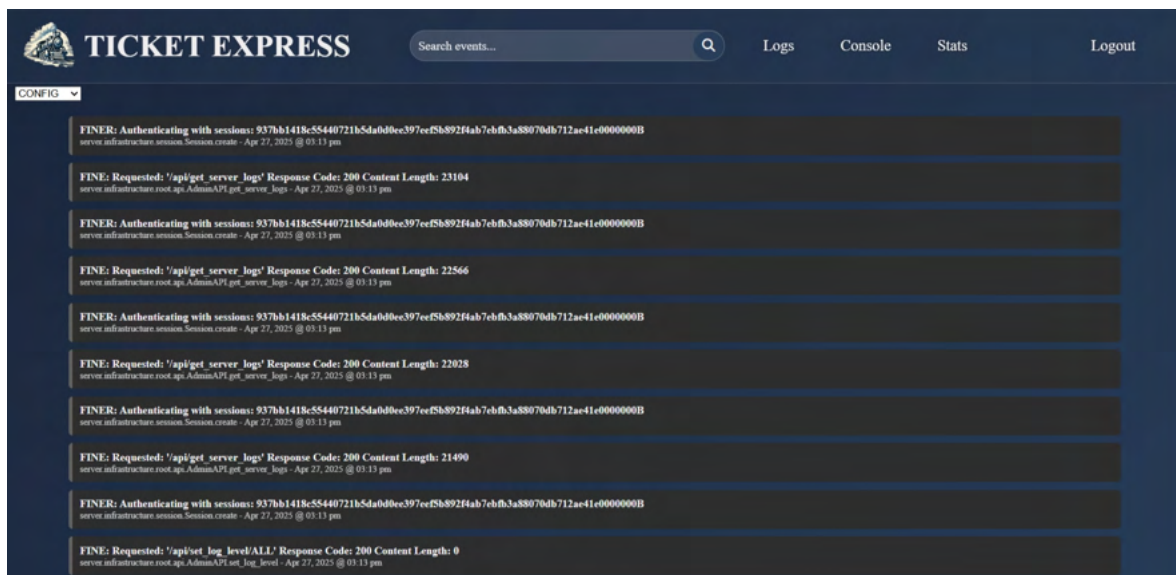 TICKET EXPRESS
Search events...
Logs
Console
Stats
Logout
CONFIG
FINER: Authenticating with sessions: 937bb1418c55440721b5da0d0ee397eef5b892f4ab7ebfb3a88070db712ae41e0000000B
server.infrastructure.session.Session.create - Apr 27, 2025 @ 03:13 pm
FINE: Requested: '/api/get_server_logs' Response Code: 200 Content Length: 23104
server.infrastructure.root.api.AdminAPI.get_server_logs - Apr 27, 2025 @ 03:13 pm
FINER: Authenticating with sessions: 937bb1418c55440721b5da0d0ee397eef5b892f4ab7ebfb3a88070db712ae41e0000000B
server.infrastructure.session.Session.create - Apr 27, 2025 @ 03:13 pm
FINE: Requested: '/api/get_server_logs' Response Code: 200 Content Length: 22566
server.infrastructure.root.api.AdminAPI.get_server_logs - Apr 27, 2025 @ 03:13 pm
FINER: Authenticating with sessions: 937bb1418c55440721b5da0d0ee397eef5b892f4ab7ebfb3a88070db712ae41e0000000B
server.infrastructure.session.Session.create - Apr 27, 2025 @ 03:13 pm
FINE: Requested: '/api/get_server_logs' Response Code: 200 Content Length: 22028
server.infrastructure.root.api.AdminAPI.get_server_logs - Apr 27, 2025 @ 03:13 pm
FINER: Authenticating with sessions: 937bb1418c55440721b5da0d0ee397eef5b892f4ab7ebfb3a88070db712ae41e0000000B
server.infrastructure.session.Session.create - Apr 27, 2025 @ 03:13 pm
FINE: Requested: '/api/get_server_logs' Response Code: 200 Content Length: 21490
server.infrastructure.root.api.AdminAPI.get_server_logs - Apr 27, 2025 @ 03:13 pm
FINER: Authenticating with sessions: 937bb1418c55440721b5da0d0ee397eef5b892f4ab7ebfb3a88070db712ae41e0000000B
server.infrastructure.session.Session.create - Apr 27, 2025 @ 03:13 pm
FINE: Requested: '/api/set_log_level/ALL' Response Code: 200 Content Length: 0
server.infrastructure.root.api.AdminAPI.set_log_level - Apr 27, 2025 @ 03:13 pm